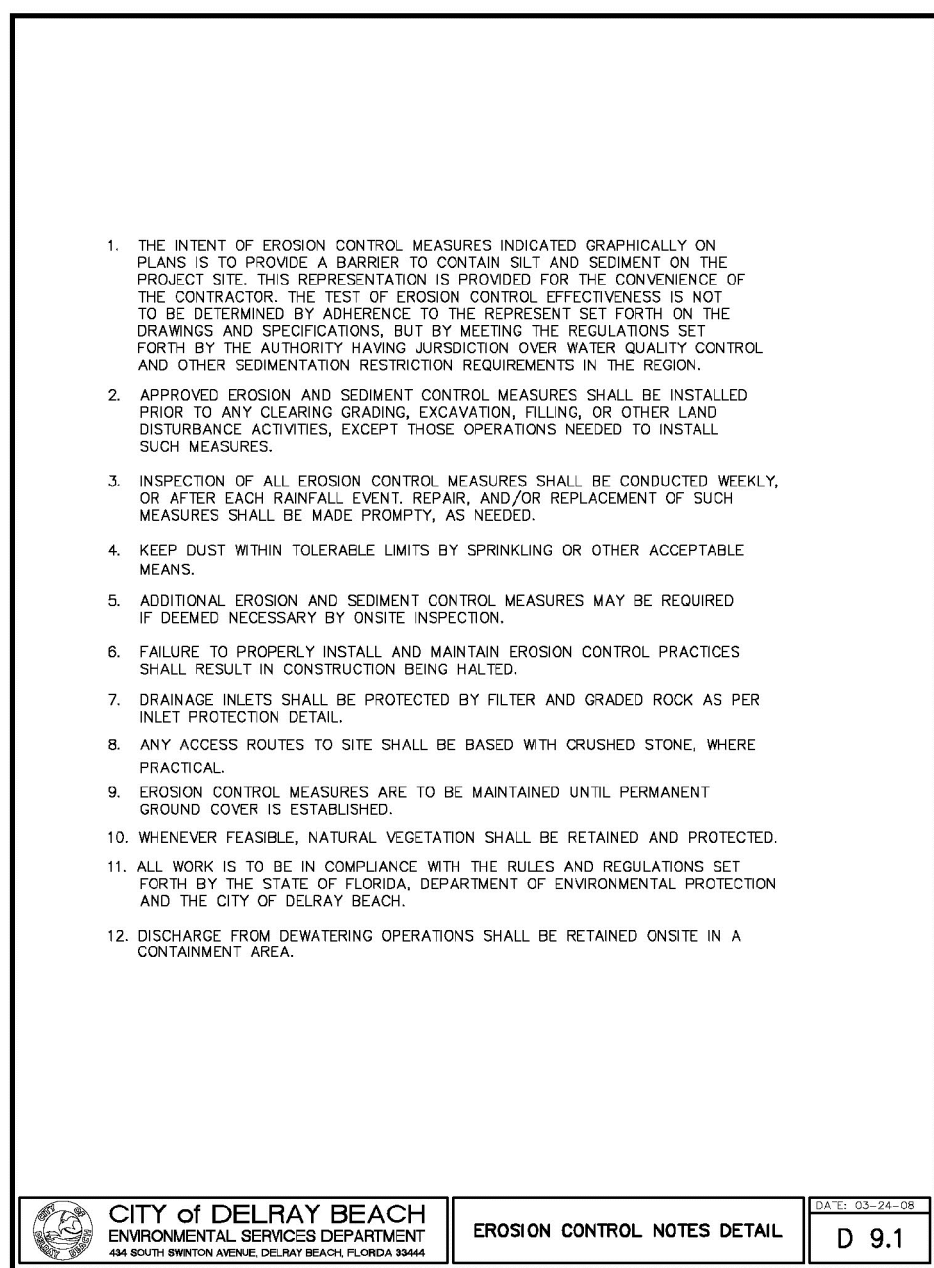 1. THE INTENT OF EROSION CONTROL MEASURES INDICATED GRAPHICALLY ON
PLANS IS TO PROVIDE A BARRIER TO CONTAIN SILT AND SEDIMENT ON THE
PROJECT SITE. THIS REPRESENTATION IS PROVIDED FOR THE CONVENIENCE OF
THE CONTRACTOR. THE TEST OF EROSION CONTROL EFFECTIVENESS IS NOT
TO BE DETERMINED BY ADHERENCE TO THE REPRESENT SET FORTH ON THE
DRAWINGS AND SPECIFICATIONS, BUT BY MEETING THE REGULATIONS SET
FORTH BY THE AUTHORITY HAVING JURSDICTION OVER WATER QUALITY CONTROL
AND OTHER SEDIMENTATION RESTRICTION REQUIREMENTS IN THE REGION.
2. APPROVED EROSION AND SEDIMENT CONTROL MEASURES SHALL BE INSTALLED
PRIOR TO ANY CLEARING GRADING, EXCAVATION, FILLING, OR OTHER LAND
DISTURBANCE ACTIVITIES, EXCEPT THOSE OPERATIONS NEEDED TO INSTALL
SUCH MEASURES.
3. INSPECTION OF ALL EROSION CONTROL MEASURES SHALL BE CONDUCTED WEEKLY,
OR AFTER EACH RAINFALL EVENT. REPAIR, AND/OR REPLACEMENT OF SUCH
MEASURES SHALL BE MADE PROMPTY, AS NEEDED.
4. KEEP DUST WITHIN TOLERABLE LIMITS BY SPRINKLING OR OTHER ACCEPTABLE
MEANS.
5. ADDITIONAL EROSION AND SEDIMENT CONTROL MEASURES MAY BE REQUIRED
IF DEEMED NECESSARY BY ONSITE INSPECTION.
6. FAILURE TO PROPERLY INSTALL AND MAINTAIN EROSION CONTROL PRACTICES
SHALL RESULT IN CONSTRUCTION BEING HALTED.
7. DRAINAGE INLETS SHALL BE PROTECTED BY FILTER AND GRADED ROCK AS PER
INLET PROTECTION DETAIL.
8. ANY ACCESS ROUTES TO SITE SHALL BE BASED WITH CRUSHED STONE, WHERE
PRACTICAL.
9. EROSION CONTROL MEASURES ARE TO BE MAINTAINED UNTIL PERMANENT
GROUND COVER IS ESTABLISHED.
10. WHENEVER FEASIBLE, NATURAL VEGETATION SHALL BE RETAINED AND PROTECTED.
11. ALL WORK IS TO BE IN COMPLIANCE WITH THE RULES AND REGULATIONS SET
FORTH BY THE STATE OF FLORIDA, DEPARTMENT OF ENVIRONMENTAL PROTECTION
AND THE CITY OF DELRAY BEACH.
12. DISCHARGE FROM DEWATERING OPERATIONS SHALL BE RETAINED ONSITE IN A
CONTAINMENT AREA.
CITY OF DELRAY BEACH
CITY of DELRAY BEACH
ENVIRONMENTAL SERVICES DEPARTMENT
434 SOUTH SWINTON AVENUE, DELRAY BEACH, FLORIDA 33444
EROSION CONTROL NOTES DETAIL
DATE: 03-24-08
D 9.1